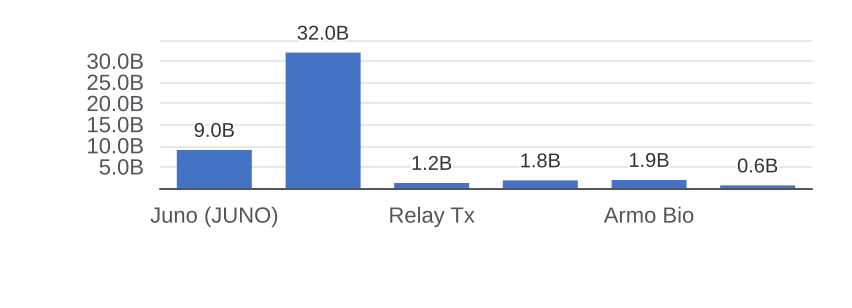 32.0B
30.0B
25.0B
20.0B
15.0B
9.0B
10.0B
1.2B
1.8B
1.9B
0.6B
5.0B
Juno (JUNO)
Relay Tx
Armo Bio